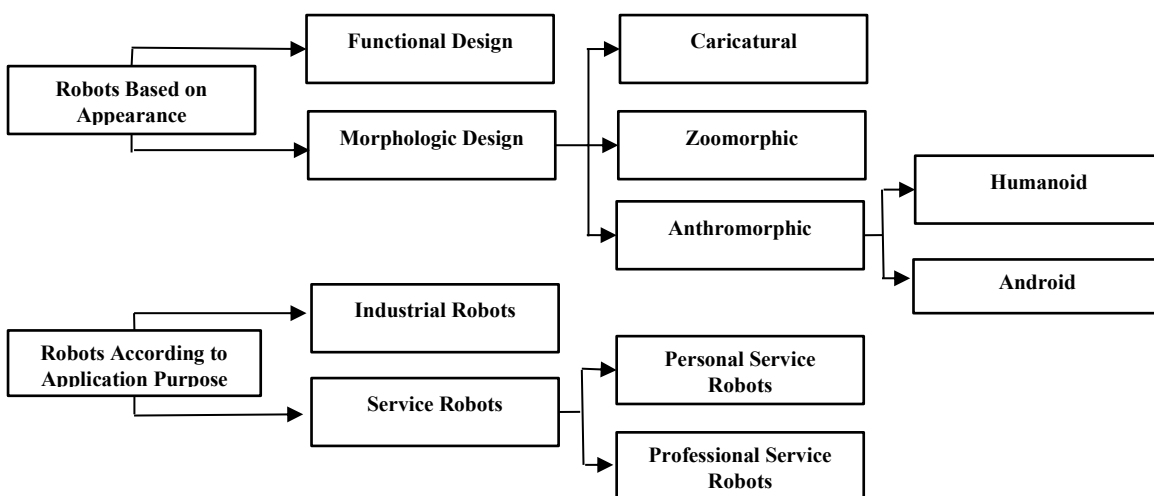 Functional Design
Caricatural
Robots Based on
Appearance
Morphologic Design
Zoomorphic
Humanoid
Anthromorphic
Android
Industrial Robots
Robots According to
Application Purpose
Personal Service
Robots
Service Robots
Professional Service
Robots